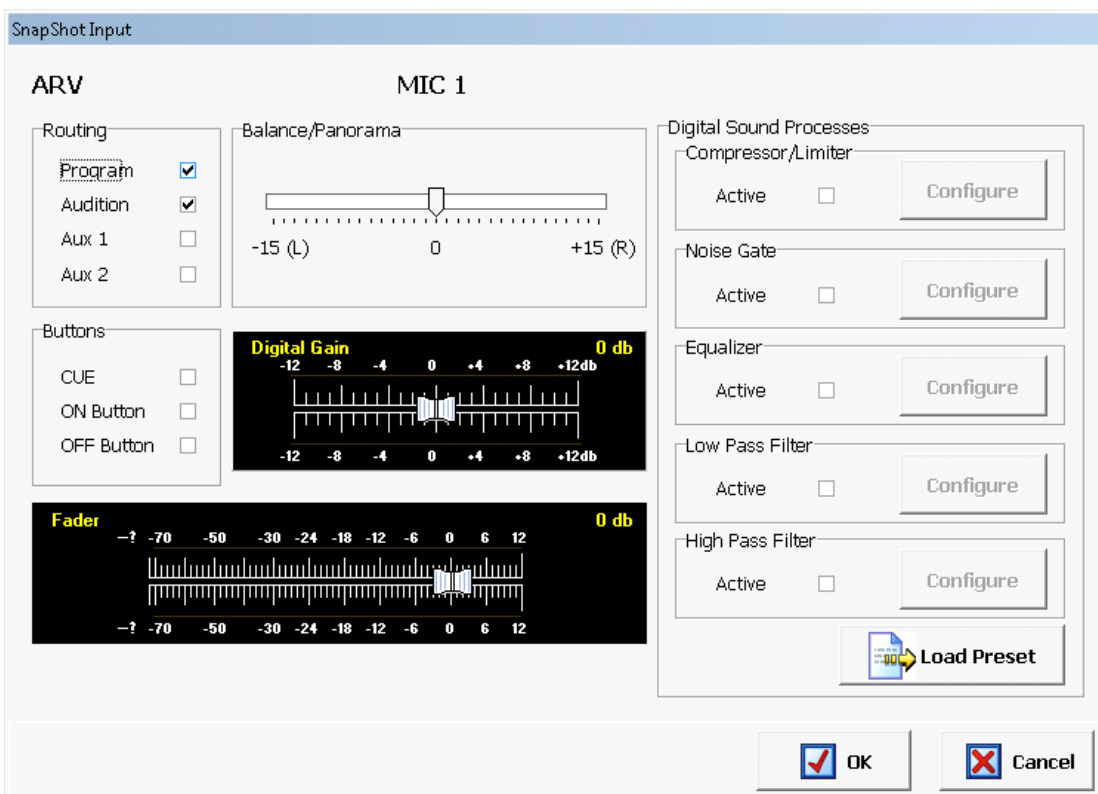 SnapShot Input
ARV MIC 1
Routing
Program
Audition
Aux 1
Aux 2
Balance/Panorama
-15 (L) 0 +15 (R)
Buttons
CUE
ON Button
OFF Button
Digital Gain 0 db
-12 -8 -4 0 +4 +8 +12db
-12 -8 -4 0 +4 +8 +12db
Fader 0 db
−? -70 -50 -30 -24 -18 -12 -6 0 6 12
−? -70 -50 -30 -24 -18 -12 -6 0 6 12
Digital Sound Processes
Compressor/Limiter
Active Configure
Noise Gate
Active Configure
Equalizer
Active Configure
Low Pass Filter
Active Configure
High Pass Filter
Active Configure
Load Preset
OK Cancel